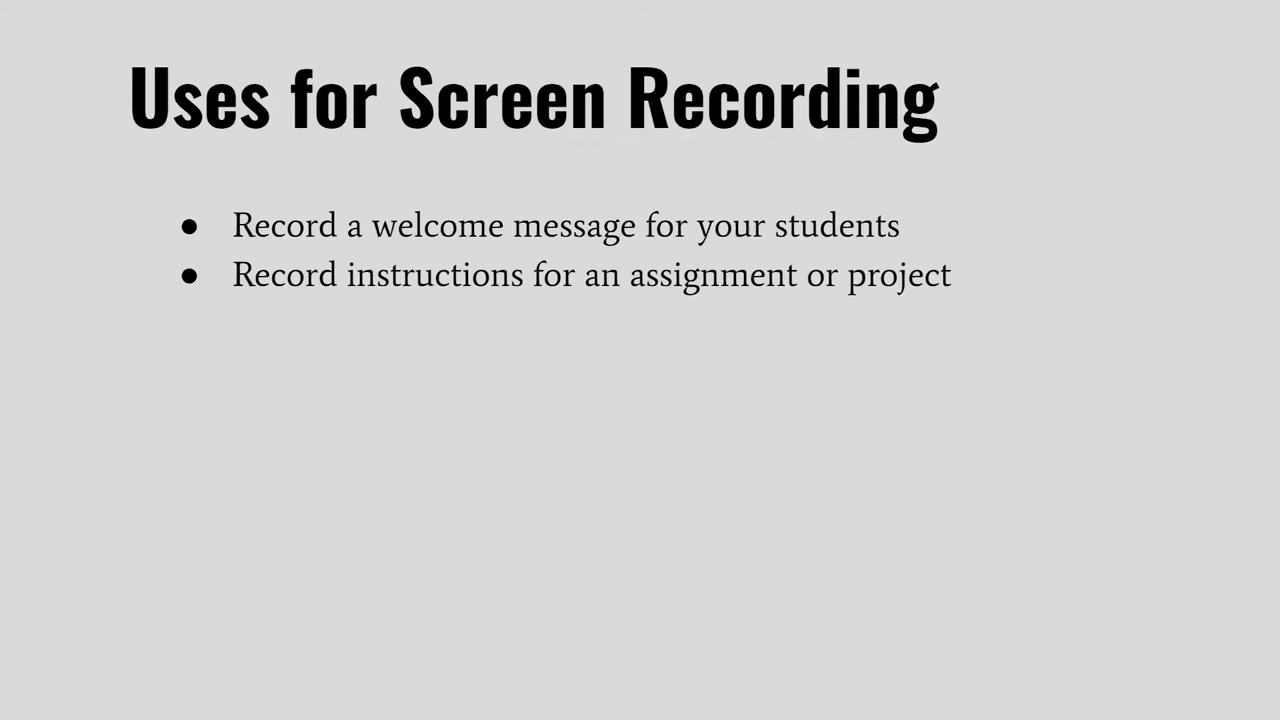 Uses for Screen Recording
● Record a welcome message for your students
● Record instructions for an assignment or project